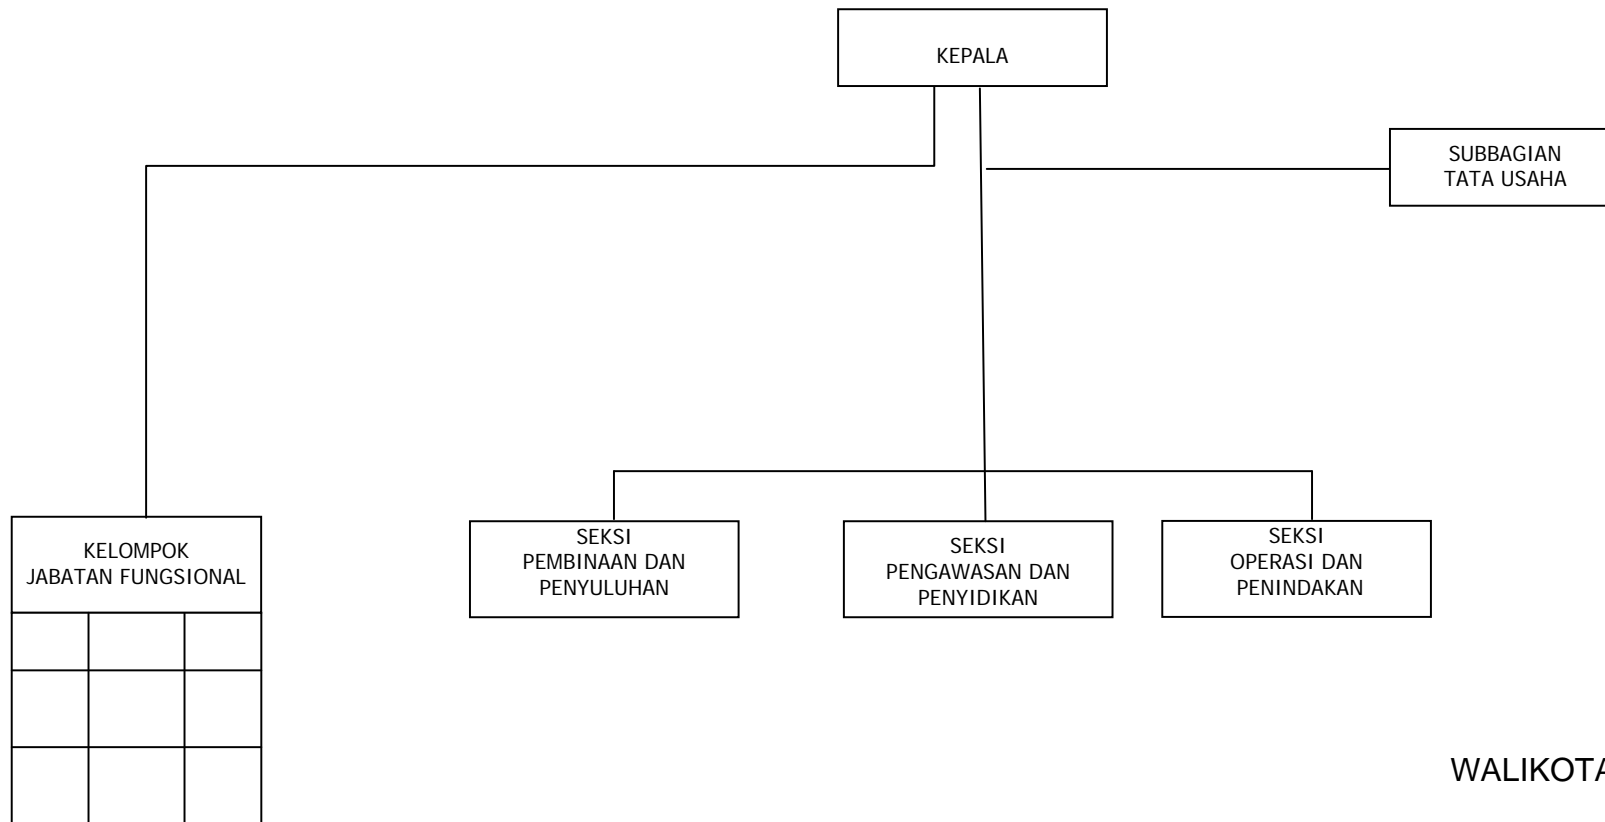 KEPALA
SUBBAGIAN
TATA USAHA
KELOMPOK
JABATAN FUNGSIONAL
SEKSI
PEMBINAAN DAN
PENYULUHAN
SEKSI
PENGAWASAN DAN
PENYIDIKAN
SEKSI
OPERASI DAN
PENINDAKAN
WALIKOTA